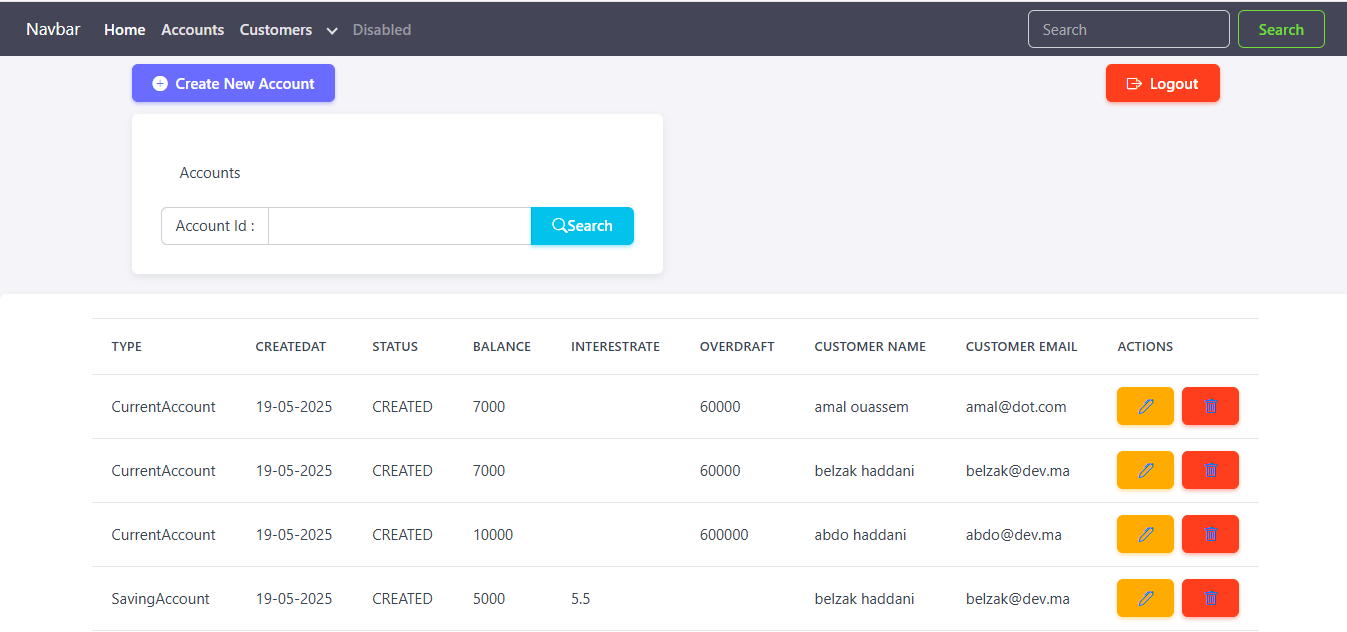 Navbar Home Accounts Customers Disabled Search Search
Create New Account Logout
Accounts
Account Id : Search
TYPE CREATEDAT STATUS BALANCE INTERESTRATE OVERDRAFT CUSTOMER NAME CUSTOMER EMAIL ACTIONS
CurrentAccount 19-05-2025 CREATED 7000 60000 amal ouassem amal@dot.com
CurrentAccount 19-05-2025 CREATED 7000 60000 belzak haddani belzak@dev.ma
CurrentAccount 19-05-2025 CREATED 10000 600000 abdo haddani abdo@dev.ma
SavingAccount 19-05-2025 CREATED 5000 5.5 belzak haddani belzak@dev.ma